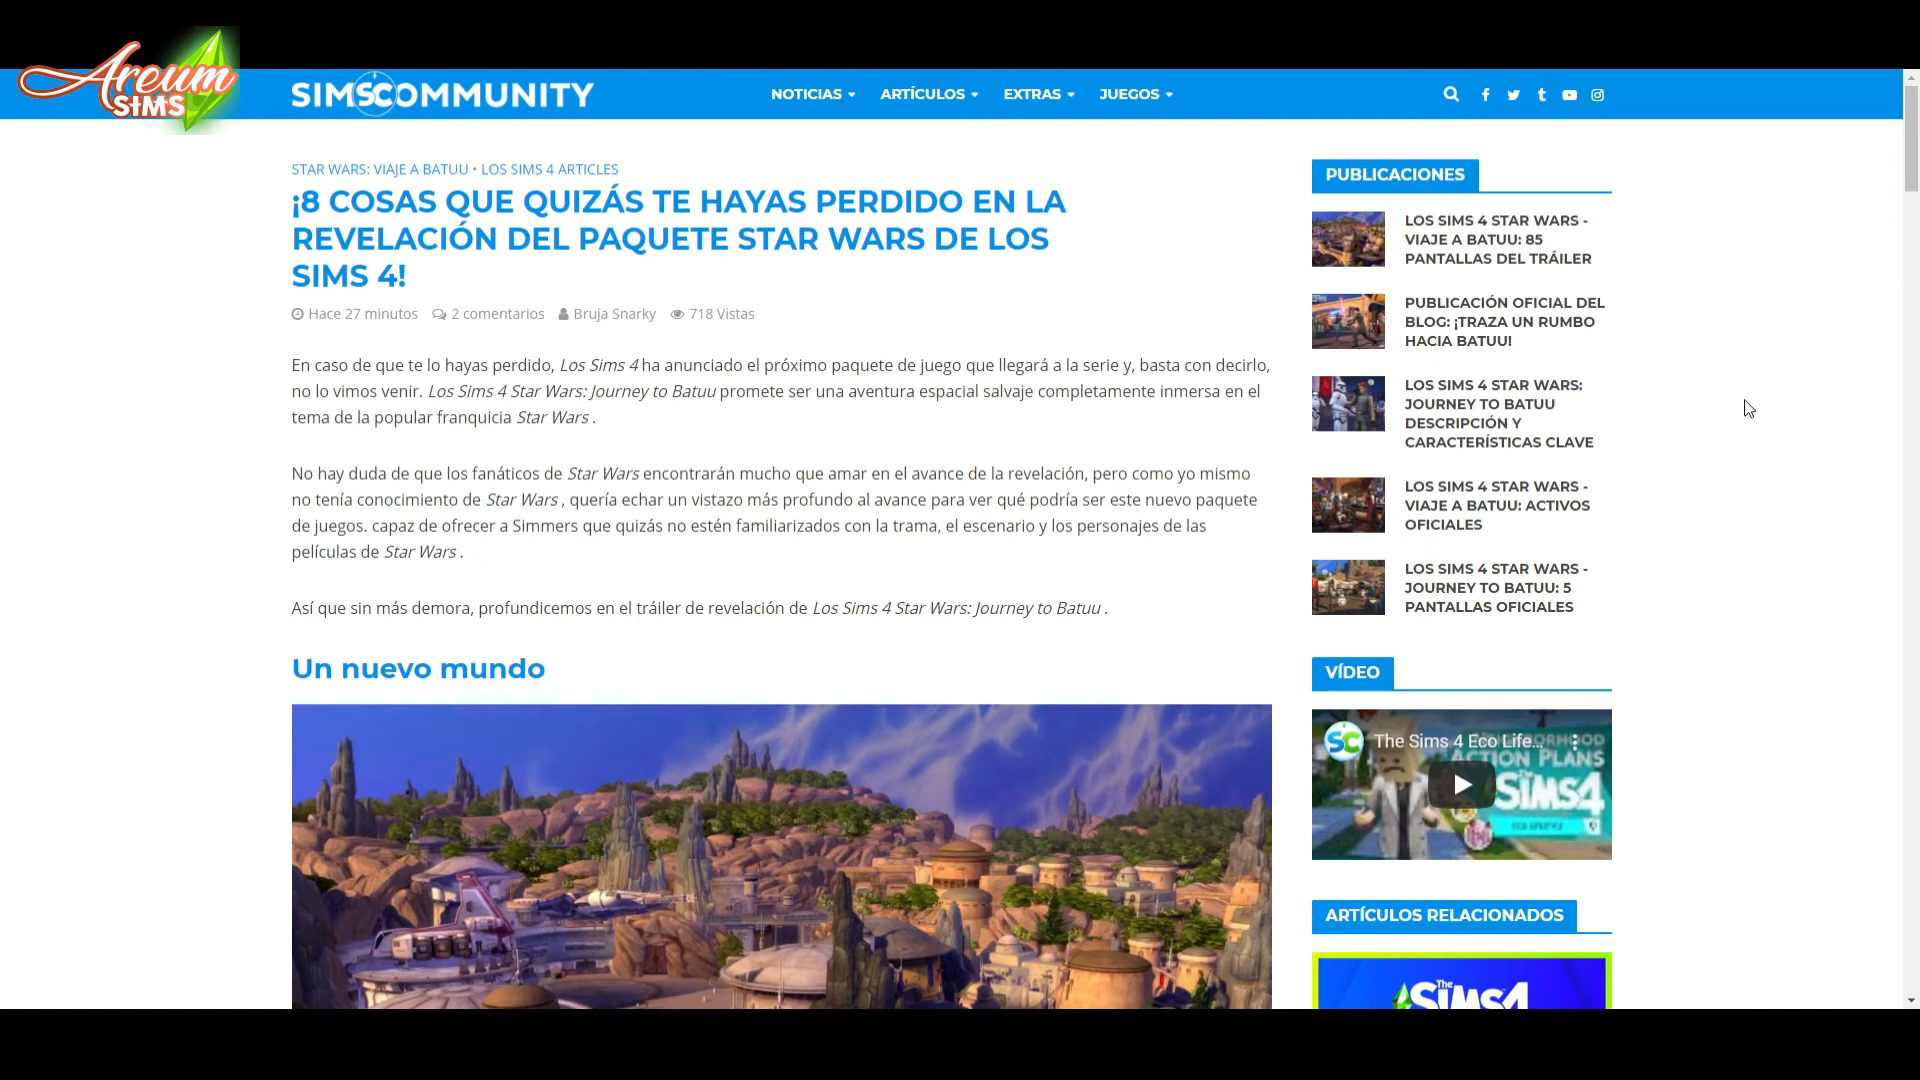 Areum
SIMS
SIMSCOMMUNITY
NOTICIAS
ARTÍCULOS
EXTRAS
JUEGOS
STAR WARS: VIAJE A BATUU • LOS SIMS 4 ARTICLES
¡8 COSAS QUE QUIZÁS TE HAYAS PERDIDO EN LA
REVELACIÓN DEL PAQUETE STAR WARS DE LOS
SIMS 4!
Hace 27 minutos 2 comentarios Bruja Snarky 718 Vistas
En caso de que te lo hayas perdido, Los Sims 4 ha anunciado el próximo paquete de juego que llegará a la serie y, basta con decirlo,
no lo vimos venir. Los Sims 4 Star Wars: Journey to Batuu promete ser una aventura espacial salvaje completamente inmersa en el
tema de la popular franquicia Star Wars .
No hay duda de que los fanáticos de Star Wars encontrarán mucho que amar en el avance de la revelación, pero como yo mismo
no tenía conocimiento de Star Wars , quería echar un vistazo más profundo al avance para ver qué podría ser este nuevo paquete
de juegos. capaz de ofrecer a Simmers que quizás no estén familiarizados con la trama, el escenario y los personajes de las
películas de Star Wars .
Así que sin más demora, profundicemos en el tráiler de revelación de Los Sims 4 Star Wars: Journey to Batuu .
Un nuevo mundo
PUBLICACIONES
LOS SIMS 4 STAR WARS -
VIAJE A BATUU: 85
PANTALLAS DEL TRÁILER
PUBLICACIÓN OFICIAL DEL
BLOG: ¡TRAZA UN RUMBO
HACIA BATUU!
LOS SIMS 4 STAR WARS:
JOURNEY TO BATUU
DESCRIPCIÓN Y
CARACTERÍSTICAS CLAVE
LOS SIMS 4 STAR WARS -
VIAJE A BATUU: ACTIVOS
OFICIALES
LOS SIMS 4 STAR WARS -
JOURNEY TO BATUU: 5
PANTALLAS OFICIALES
VÍDEO
SC
The Sims 4 Eco Life...
ACTION PLANS
The SIMS4
ARTÍCULOS RELACIONADOS
The SIMS4